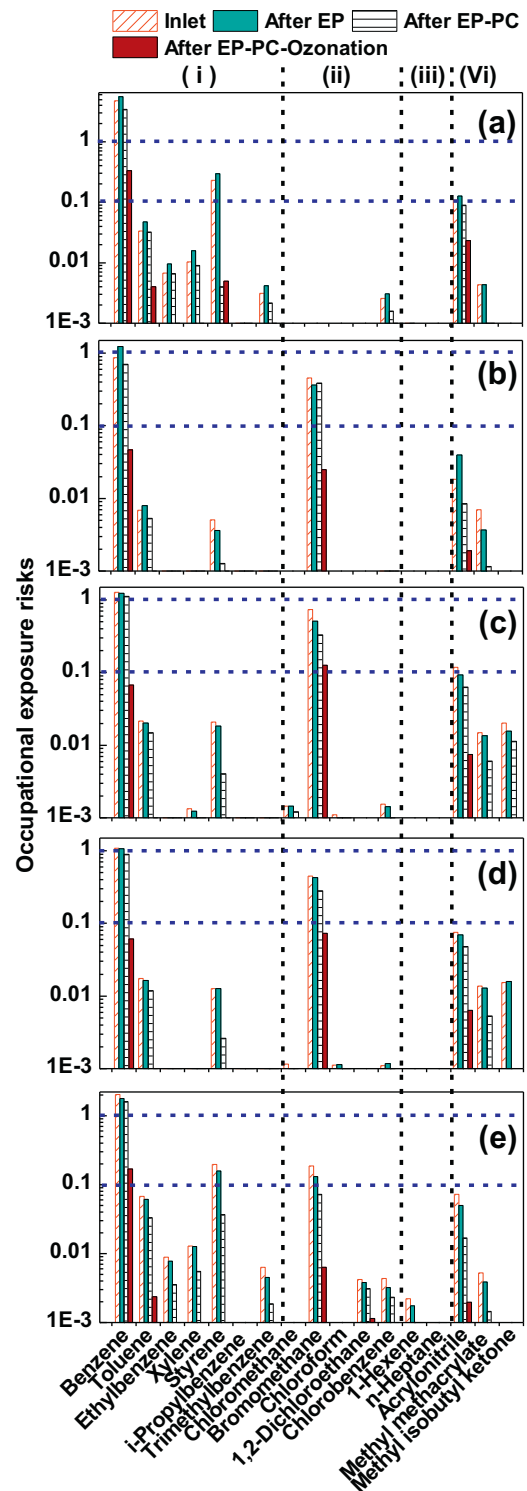 Inlet After EP After EP-PC
After EP-PC-Ozonation
( i ) (ii) (iii) (Vi)
(a)
1
0.1
0.01
1E-3
(b)
1
0.1
0.01
1E-3
(c)
1
0.1
0.01
1E-3
(d)
1
0.1
0.01
1E-3
(e)
1
0.1
0.01
1E-3
Occupational exposure risks
Benzene
Toluene
Ethylbenzene
Xylene
Styrene
i-Propylbenzene
Trimethylbenzene
Chloromethane
Bromomethane
Chloroform
1,2-Dichloroethane
Chlorobenzene
1-Hexene
n-Heptane
Acrylonitrile
Methyl methacrylate
Methyl isobutyl ketone